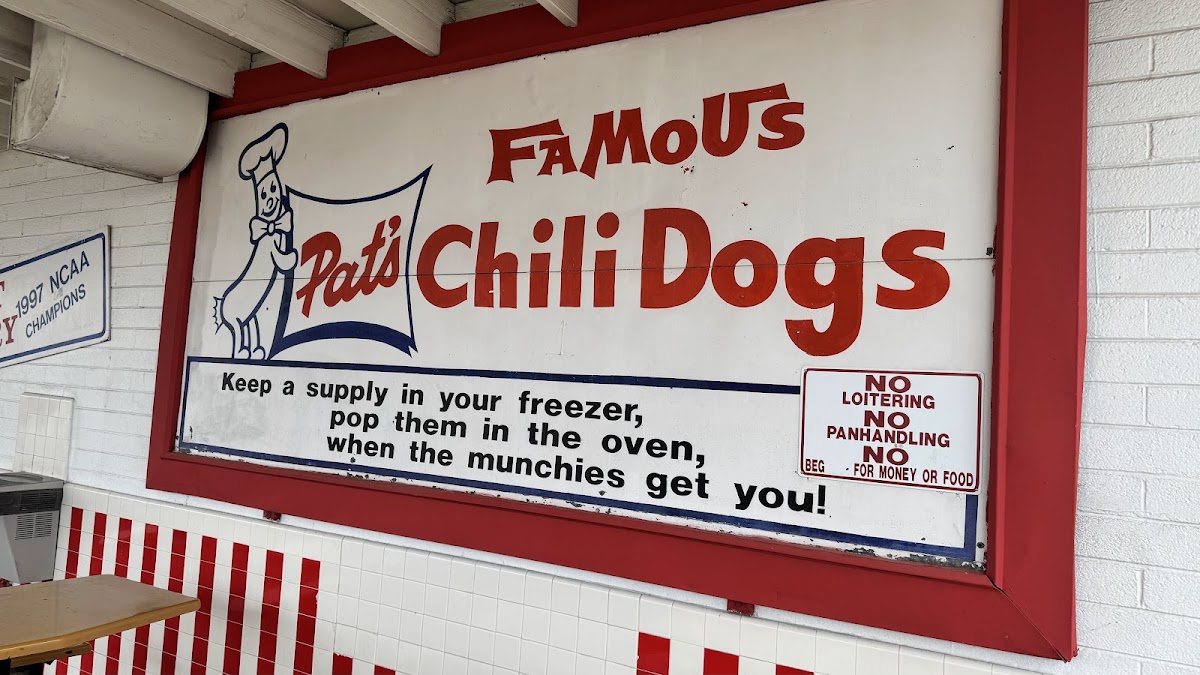 FAMOUS
Pat's Chili Dogs
Keep a supply in your freezer,
pop them in the oven,
when the munchies get you!
NO
LOITERING
NO
PANHANDLING
NO
BEG - FOR MONEY OR FOOD
1997 NCAA
CHAMPIONS